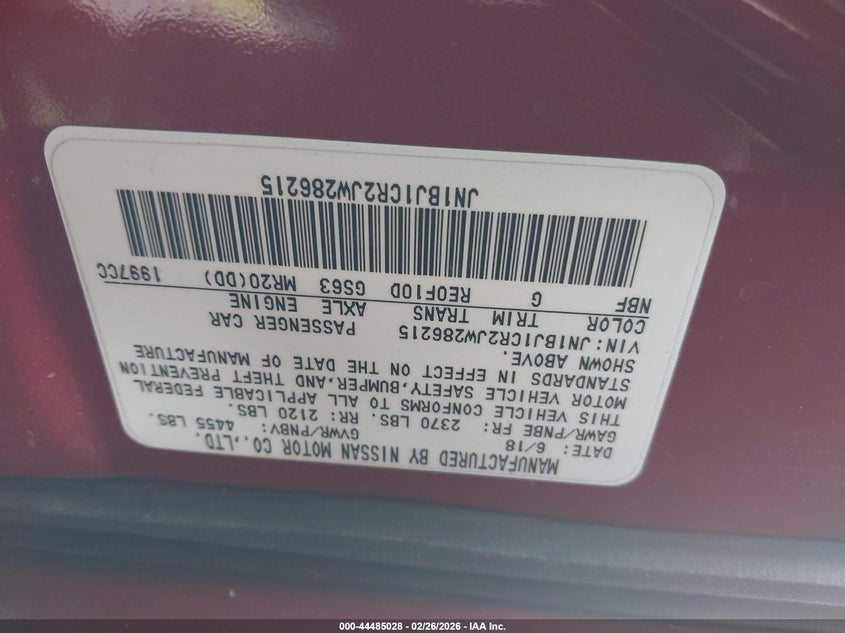 MANUFACTURED BY NISSAN MOTOR CO.,LTD.
DATE: 6/18 GVWR/PNBV: 4455 LBS.
GAWR/PNBE FR: 2370 LBS. RR: 2120 LBS.
THIS VEHICLE CONFORMS TO ALL APPLICABLE FEDERAL
MOTOR VEHICLE SAFETY,BUMPER,AND THEFT PREVENTION
STANDARDS IN EFFECT ON THE DATE OF MANUFACTURE
SHOWN ABOVE.
VIN:JN1BJ1CR2JW286215 PASSENGER CAR
COLOR TRIM TRANS AXLE ENGINE
NBF G RE0F10D GS63 MR20(DD) 1997CC
JN1BJ1CR2JW286215
000-44485028 - 02/26/2026 - IAA Inc.